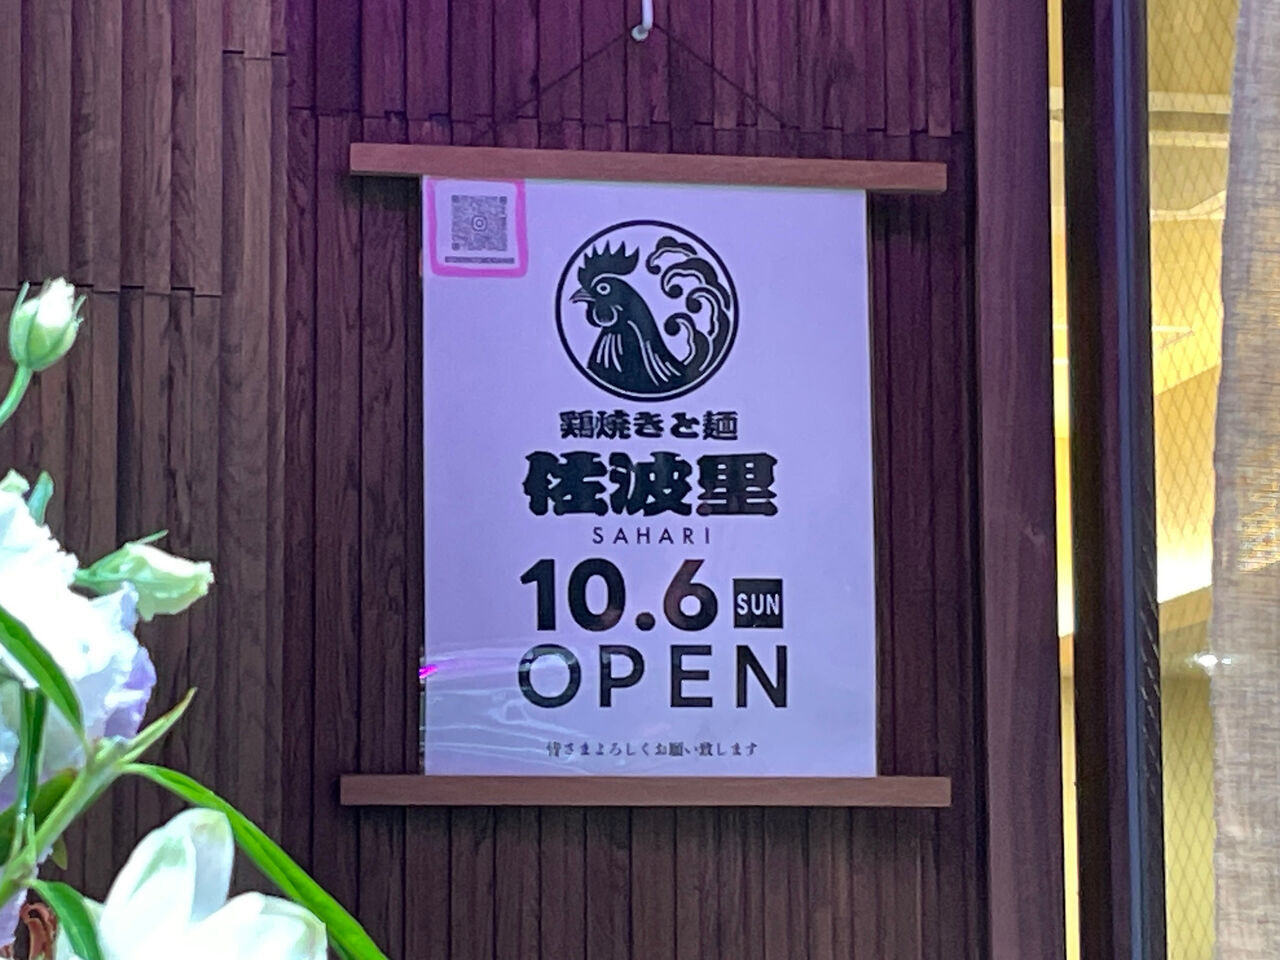 鶏焼きと麺
佐波里
SAHARI
10.6 SUN
OPEN
皆さまよろしくお願い致します